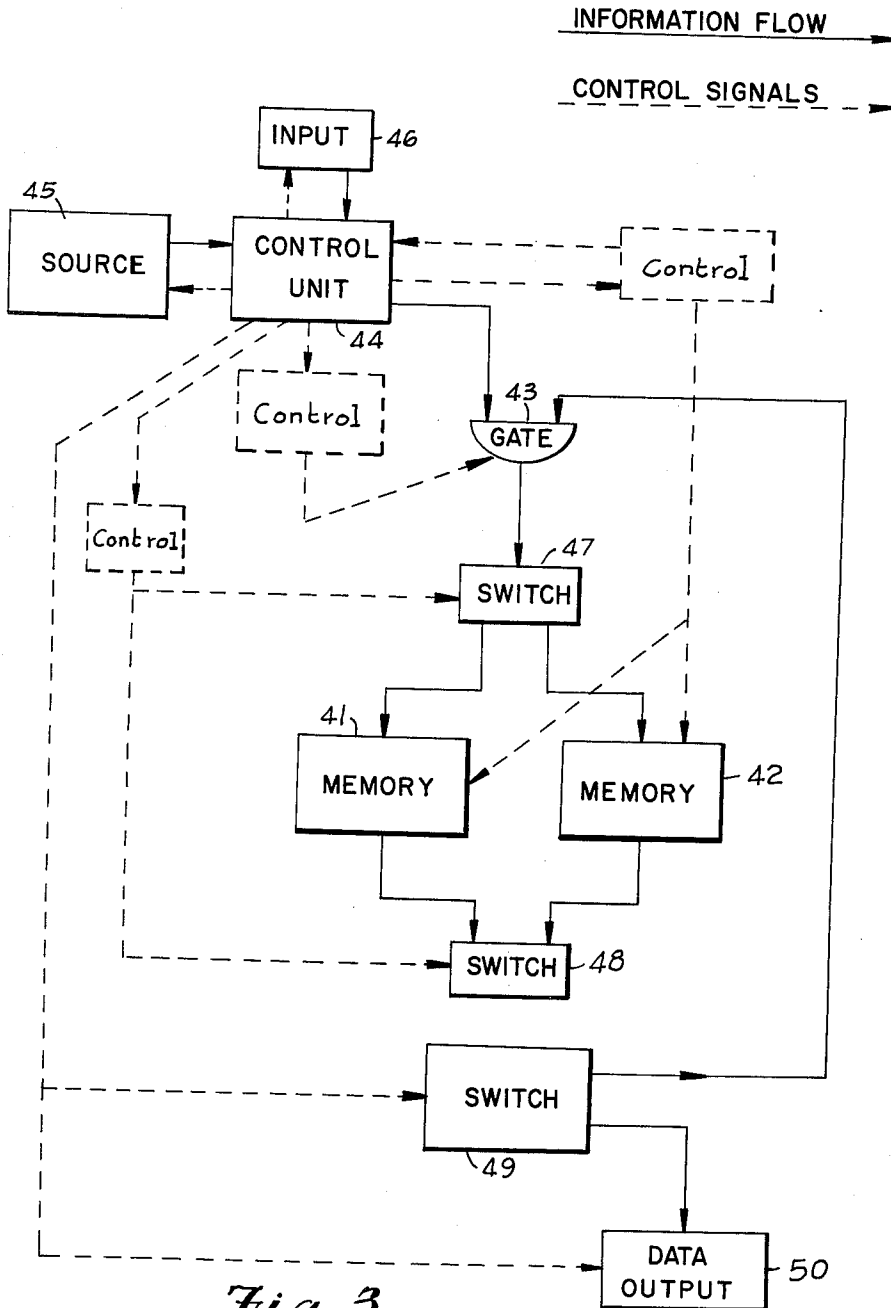 INFORMATION FLOW
CONTROL SIGNALS
INPUT
46
45
SOURCE
CONTROL
UNIT
44
Control
Control
43
GATE
Control
47
SWITCH
41
MEMORY
MEMORY
42
SWITCH
48
SWITCH
49
DATA
OUTPUT
50
Fig. 3